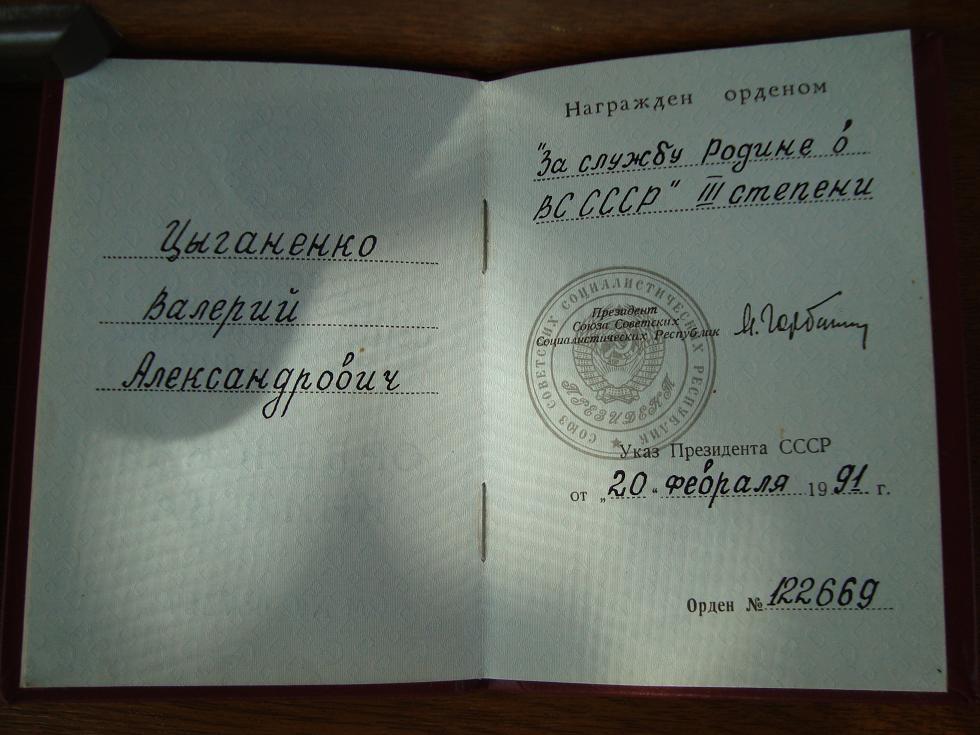 Цыганенко
Валерий
Александрович
Награжден орденом
"За службу Родине в
ВС СССР" III степени
СОЮЗ СОВЕТСКИХ СОЦИАЛИСТИЧЕСКИХ РЕСПУБЛИК
Президент
Союза Советских
Социалистических Республик
М. Горбачев
ПРЕЗИДЕНТ
Указ Президента СССР
от „20“ февраля 1991 г.
Орден № 122669